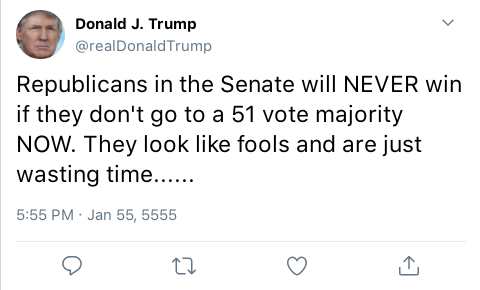 Donald J. Trump
@realDonaldTrump
Republicans in the Senate will NEVER win
if they don't go to a 51 vote majority
NOW. They look like fools and are just
wasting time......
5:55 PM · Jan 55, 5555